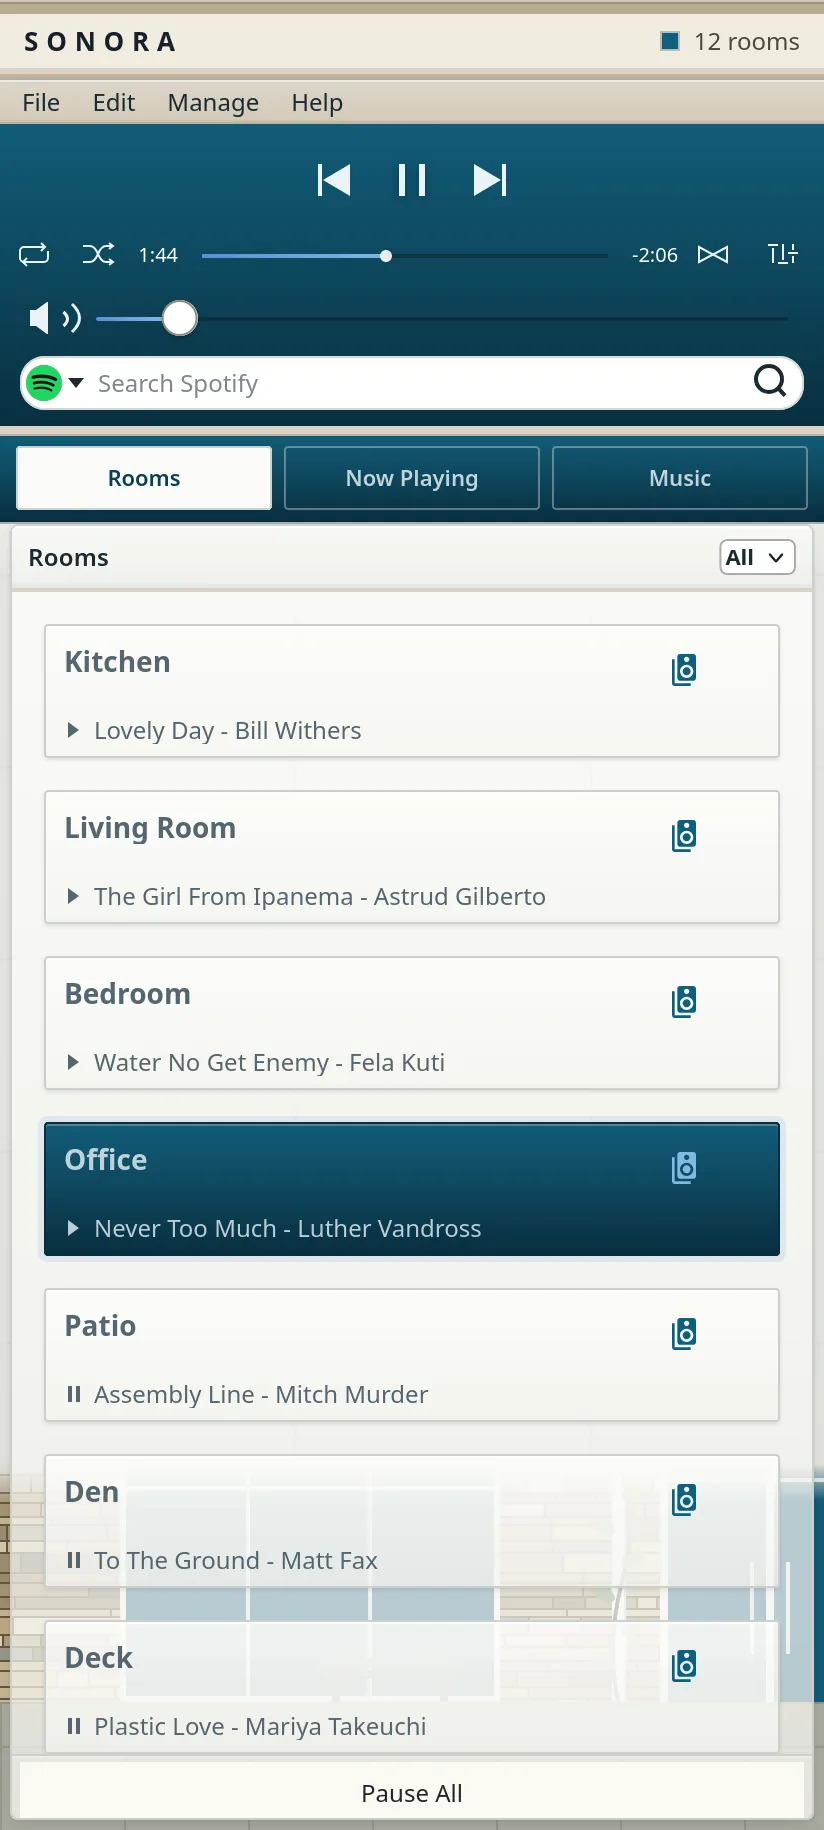 SONORA
12 rooms
File Edit Manage Help
1:44 -2:06
Search Spotify
Rooms Now Playing Music
Rooms All
Kitchen
Lovely Day - Bill Withers
Living Room
The Girl From Ipanema - Astrud Gilberto
Bedroom
Water No Get Enemy - Fela Kuti
Office
Never Too Much - Luther Vandross
Patio
Assembly Line - Mitch Murder
Den
To The Ground - Matt Fax
Deck
Plastic Love - Mariya Takeuchi
Pause All